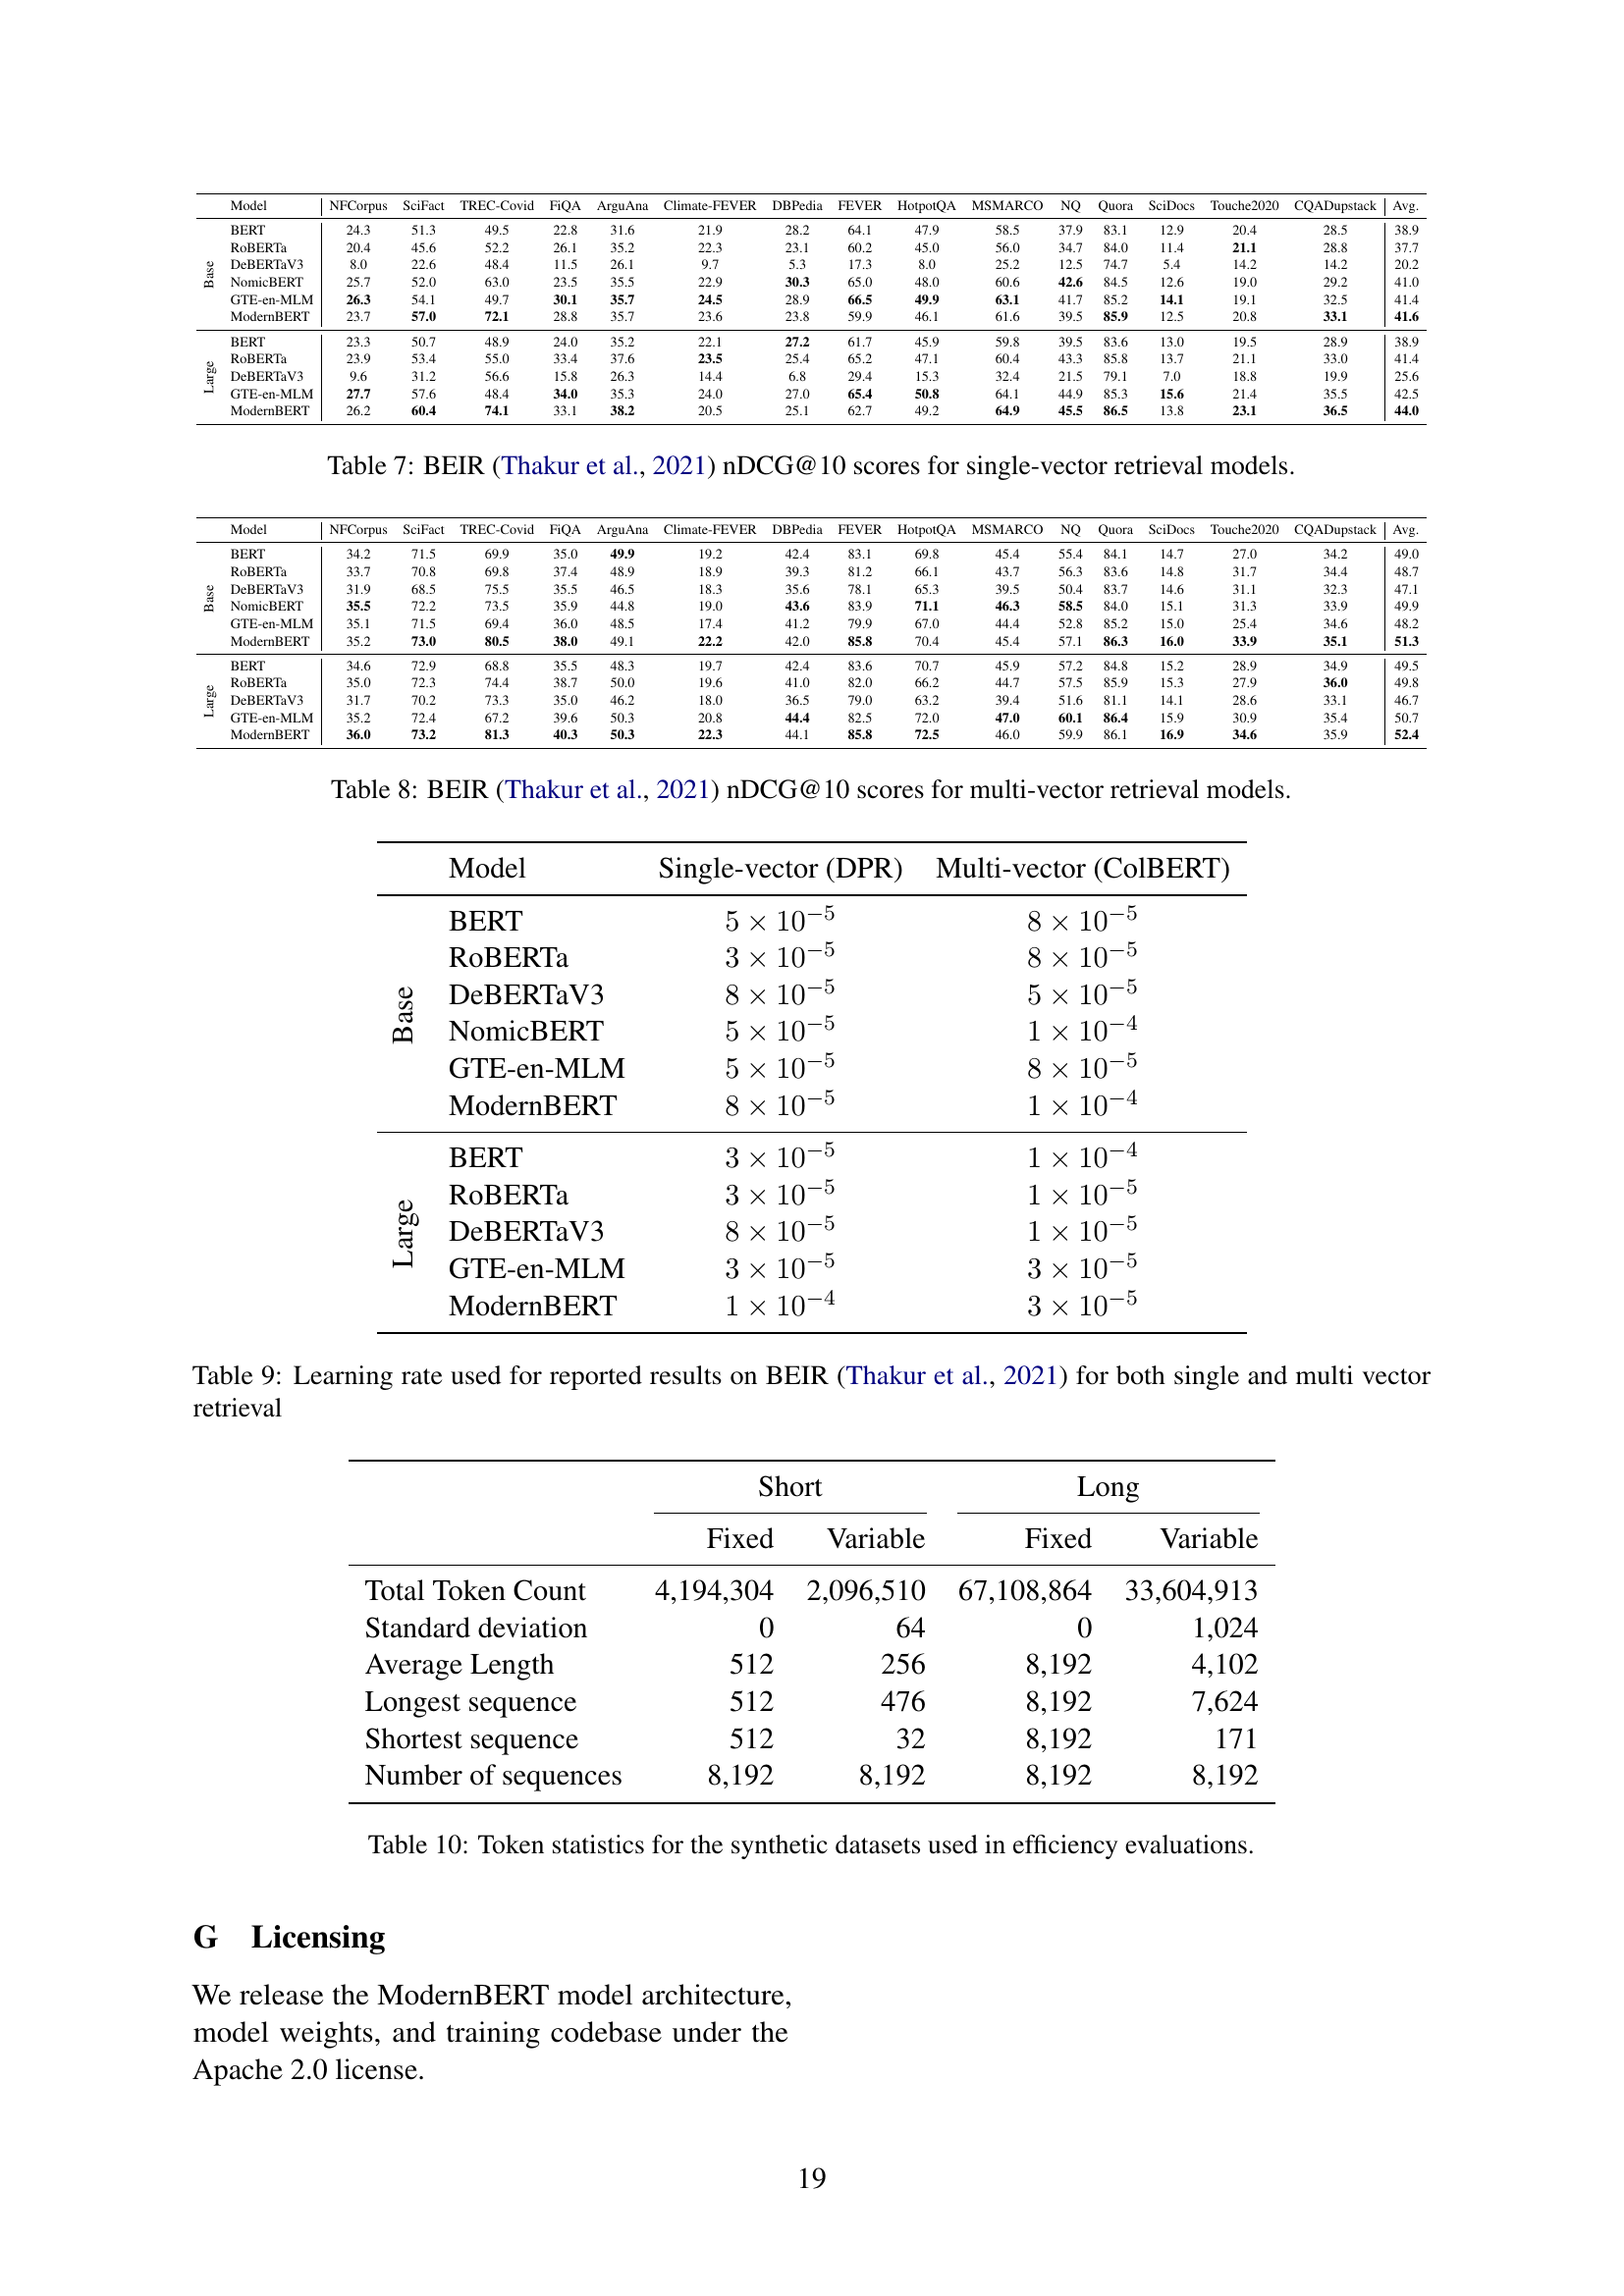 Model NFCorpus SciFact TREC-Covid FiQA ArguAna Climate-FEVER DBPedia FEVER HotpotQA MSMARCO NQ Quora SciDocs Touche2020 CQADupstack Avg.
Base
BERT 24.3 51.3 49.5 22.8 31.6 21.9 28.2 64.1 47.9 58.5 37.9 83.1 12.9 20.4 28.5 38.9
RoBERTa 20.4 45.6 52.2 26.1 35.2 22.3 23.1 60.2 45.0 56.0 34.7 84.0 11.4 21.1 28.8 37.7
DeBERTaV3 8.0 22.6 48.4 11.5 26.1 9.7 5.3 17.3 8.0 25.2 12.5 74.7 5.4 14.2 14.2 20.2
NomicBERT 25.7 52.0 63.0 23.5 35.5 22.9 30.3 65.0 48.0 60.6 42.6 84.5 12.6 19.0 29.2 41.0
GTE-en-MLM 26.3 54.1 49.7 30.1 35.7 24.5 28.9 66.5 49.9 63.1 41.7 85.2 14.1 19.1 32.5 41.4
ModernBERT 23.7 57.0 72.1 28.8 35.7 23.6 23.8 59.9 46.1 61.6 39.5 85.9 12.5 20.8 33.1 41.6
Large
BERT 23.3 50.7 48.9 24.0 35.2 22.1 27.2 61.7 45.9 59.8 39.5 83.6 13.0 19.5 28.9 38.9
RoBERTa 23.9 53.4 55.0 33.4 37.6 23.5 25.4 65.2 47.1 60.4 43.3 85.8 13.7 21.1 33.0 41.4
DeBERTaV3 9.6 31.2 56.6 15.8 26.3 14.4 6.8 29.4 15.3 32.4 21.5 79.1 7.0 18.8 19.9 25.6
GTE-en-MLM 27.7 57.6 48.4 34.0 35.3 24.0 27.0 65.4 50.8 64.1 44.9 85.3 15.6 21.4 35.5 42.5
ModernBERT 26.2 60.4 74.1 33.1 38.2 20.5 25.1 62.7 49.2 64.9 45.5 86.5 13.8 23.1 36.5 44.0
Table 7: BEIR (Thakur et al., 2021) nDCG@10 scores for single-vector retrieval models.
Model NFCorpus SciFact TREC-Covid FiQA ArguAna Climate-FEVER DBPedia FEVER HotpotQA MSMARCO NQ Quora SciDocs Touche2020 CQADupstack Avg.
Base
BERT 34.2 71.5 69.9 35.0 49.9 19.2 42.4 83.1 69.8 45.4 55.4 84.1 14.7 27.0 34.2 49.0
RoBERTa 33.7 70.8 69.8 37.4 48.9 18.9 39.3 81.2 66.1 43.7 56.3 83.6 14.8 31.7 34.4 48.7
DeBERTaV3 31.9 68.5 75.5 35.5 46.5 18.3 35.6 78.1 65.3 39.5 50.4 83.7 14.6 31.1 32.3 47.1
NomicBERT 35.5 72.2 73.5 35.9 44.8 19.0 43.6 83.9 71.1 46.3 58.5 84.0 15.1 31.3 33.9 49.9
GTE-en-MLM 35.1 71.5 69.4 36.0 48.5 17.4 41.2 79.9 67.0 44.4 52.8 85.2 15.0 25.4 34.6 48.2
ModernBERT 35.2 73.0 80.5 38.0 49.1 22.2 42.0 85.8 70.4 45.4 57.1 86.3 16.0 33.9 35.1 51.3
Large
BERT 34.6 72.9 68.8 35.5 48.3 19.7 42.4 83.6 70.7 45.9 57.2 84.8 15.2 28.9 34.9 49.5
RoBERTa 35.0 72.3 74.4 38.7 50.0 19.6 41.0 82.0 66.2 44.7 57.5 85.9 15.3 27.9 36.0 49.8
DeBERTaV3 31.7 70.2 73.3 35.0 46.2 18.0 36.5 79.0 63.2 39.4 51.6 81.1 14.1 28.6 33.1 46.7
GTE-en-MLM 35.2 72.4 67.2 39.6 50.3 20.8 44.4 82.5 72.0 47.0 60.1 86.4 15.9 30.9 35.4 50.7
ModernBERT 36.0 73.2 81.3 40.3 50.3 22.3 44.1 85.8 72.5 46.0 59.9 86.1 16.9 34.6 35.9 52.4
Table 8: BEIR (Thakur et al., 2021) nDCG@10 scores for multi-vector retrieval models.
Model Single-vector (DPR) Multi-vector (ColBERT)
Base
BERT 5 × 10⁻⁵ 8 × 10⁻⁵
RoBERTa 3 × 10⁻⁵ 8 × 10⁻⁵
DeBERTaV3 8 × 10⁻⁵ 5 × 10⁻⁵
NomicBERT 5 × 10⁻⁵ 1 × 10⁻⁴
GTE-en-MLM 5 × 10⁻⁵ 8 × 10⁻⁵
ModernBERT 8 × 10⁻⁵ 1 × 10⁻⁴
Large
BERT 3 × 10⁻⁵ 1 × 10⁻⁴
RoBERTa 3 × 10⁻⁵ 1 × 10⁻⁵
DeBERTaV3 8 × 10⁻⁵ 1 × 10⁻⁵
GTE-en-MLM 3 × 10⁻⁵ 3 × 10⁻⁵
ModernBERT 1 × 10⁻⁴ 3 × 10⁻⁵
Table 9: Learning rate used for reported results on BEIR (Thakur et al., 2021) for both single and multi vector
retrieval
Short Long
Fixed Variable Fixed Variable
Total Token Count 4,194,304 2,096,510 67,108,864 33,604,913
Standard deviation 0 64 0 1,024
Average Length 512 256 8,192 4,102
Longest sequence 512 476 8,192 7,624
Shortest sequence 512 32 8,192 171
Number of sequences 8,192 8,192 8,192 8,192
Table 10: Token statistics for the synthetic datasets used in efficiency evaluations.
G Licensing
We release the ModernBERT model architecture,
model weights, and training codebase under the
Apache 2.0 license.
19